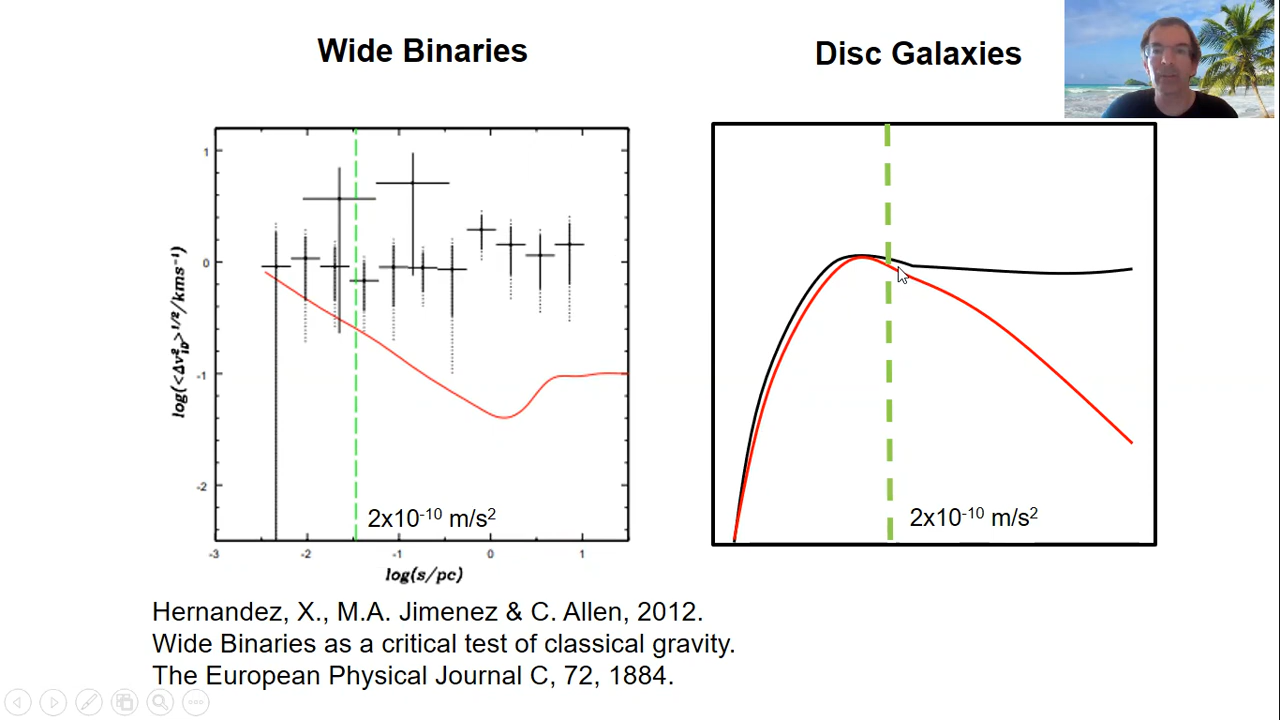 Wide Binaries
Disc Galaxies
1
0
-1
-2
log(<Δv²₁D>¹/²/kms⁻¹)
2x10⁻¹⁰ m/s²
-3
-2
-1
0
1
log(s/pc)
2x10⁻¹⁰ m/s²
Hernandez, X., M.A. Jimenez & C. Allen, 2012.
Wide Binaries as a critical test of classical gravity.
The European Physical Journal C, 72, 1884.